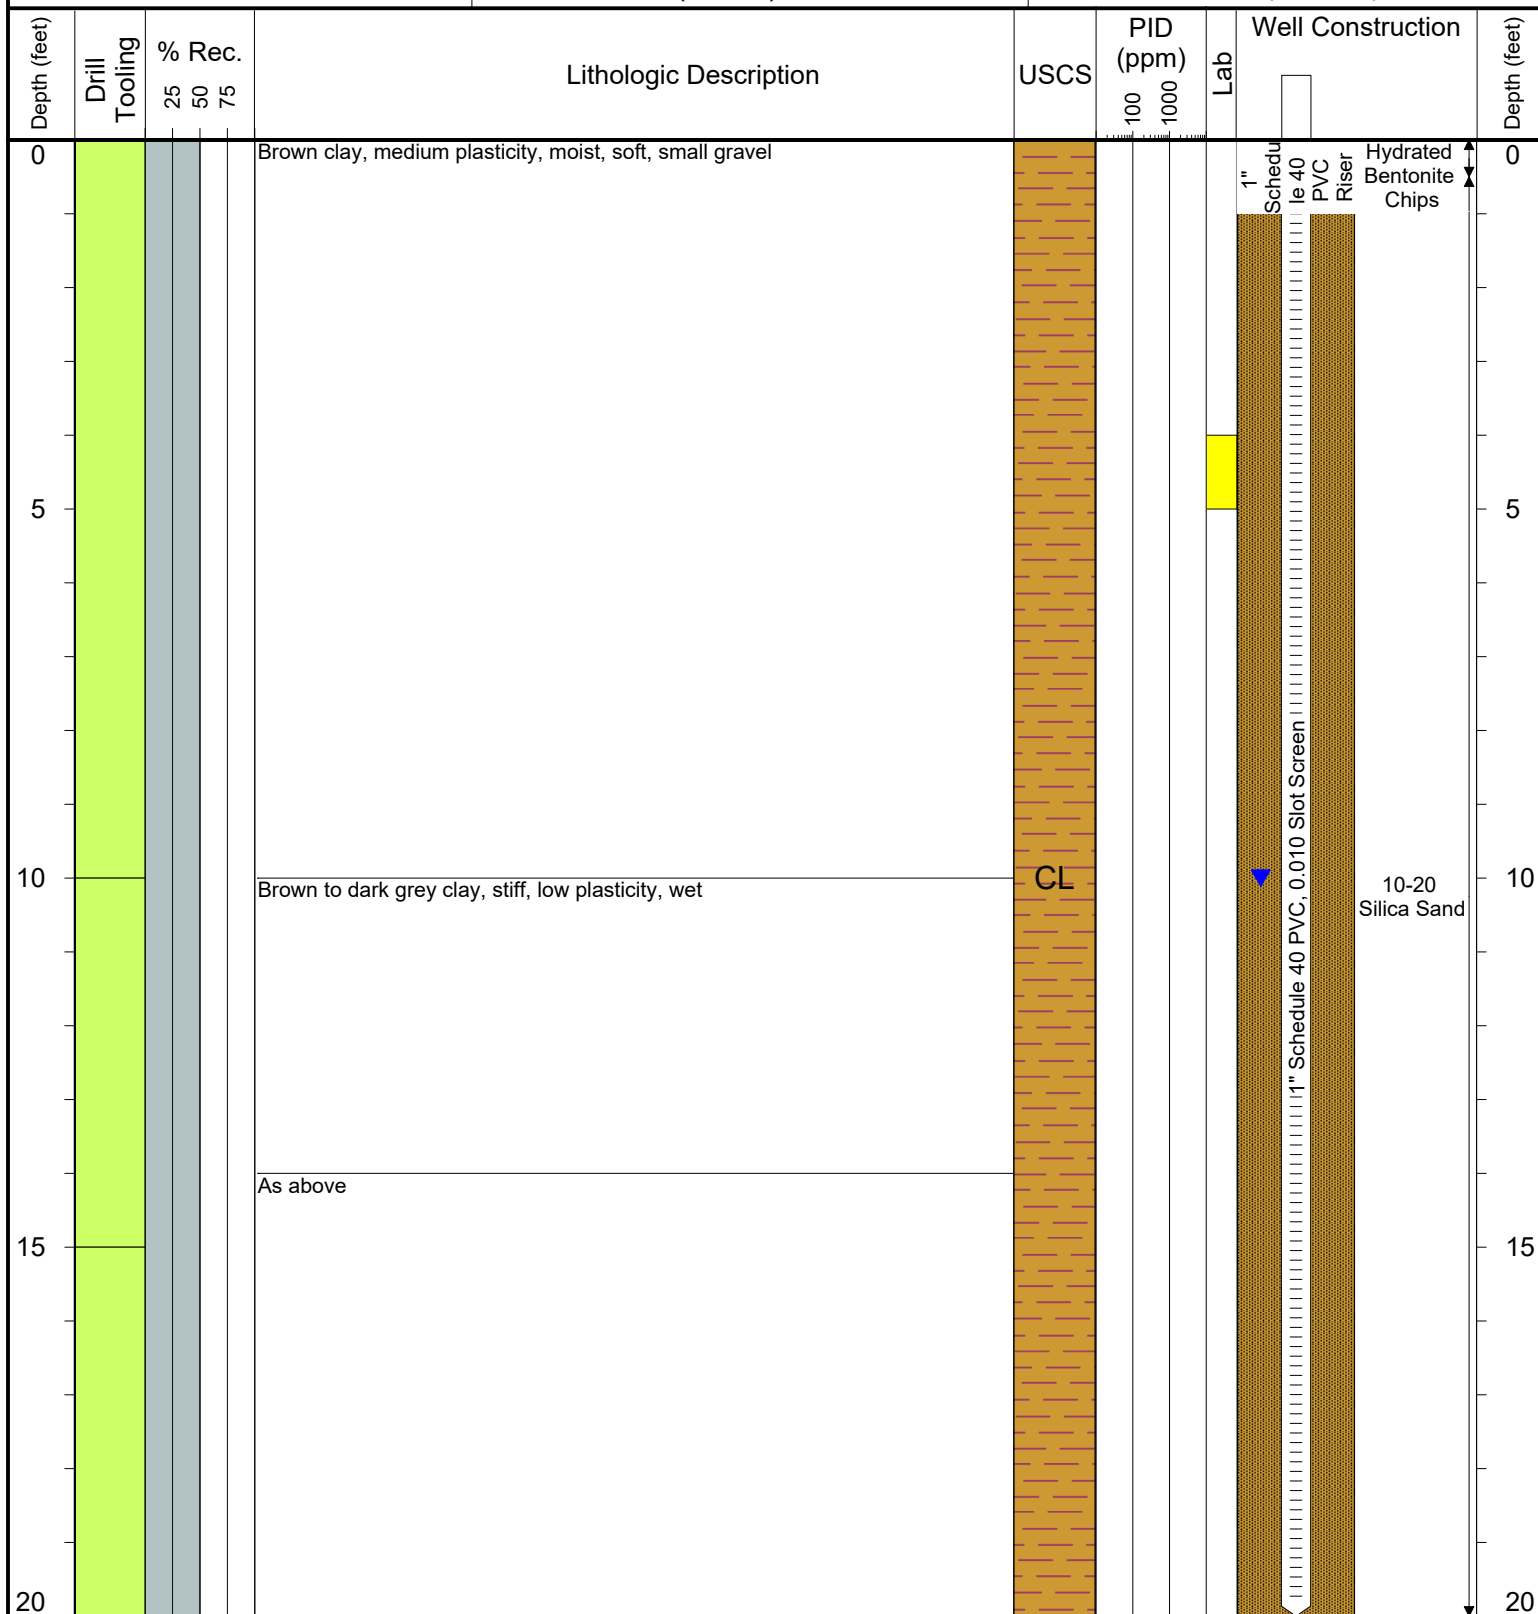 Depth (feet)
Drill
Tooling
% Rec.
25
50
75
Lithologic Description
USCS
PID
(ppm)
100
1000
Lab
Well Construction
Depth (feet)
0
Brown clay, medium plasticity, moist, soft, small gravel
1"
Schedu
le 40
PVC
Riser
Hydrated
Bentonite
Chips
0
5
5
10
Brown to dark grey clay, stiff, low plasticity, wet
CL
1" Schedule 40 PVC, 0.010 Slot Screen
10-20
Silica Sand
10
As above
15
15
20
20